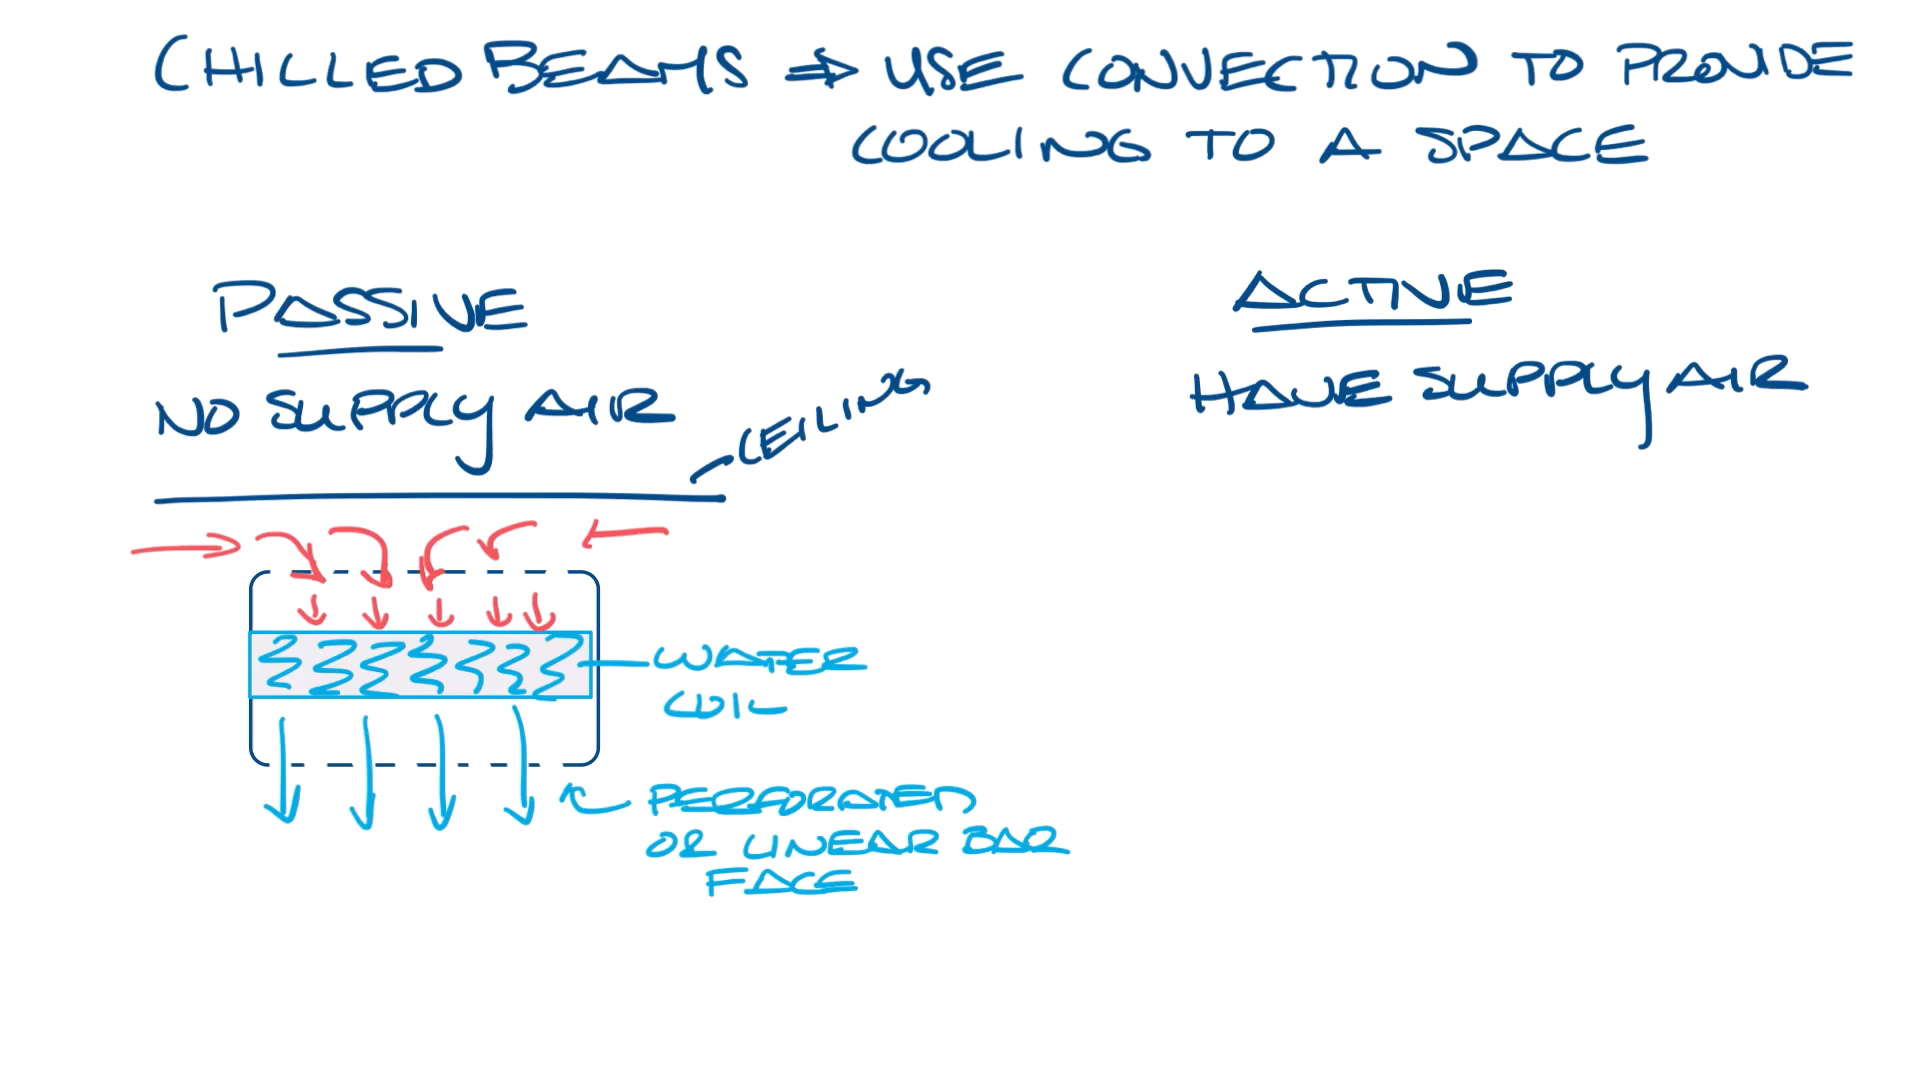 CHILLED BEAMS ⇒ USE CONVECTION TO PROVIDE
COOLING TO A SPACE
PASSIVE
NO SUPPLY AIR
CEILING
WATER
COIL
PERFORATED
OR LINEAR BAR
FACE
ACTIVE
HAVE SUPPLY AIR